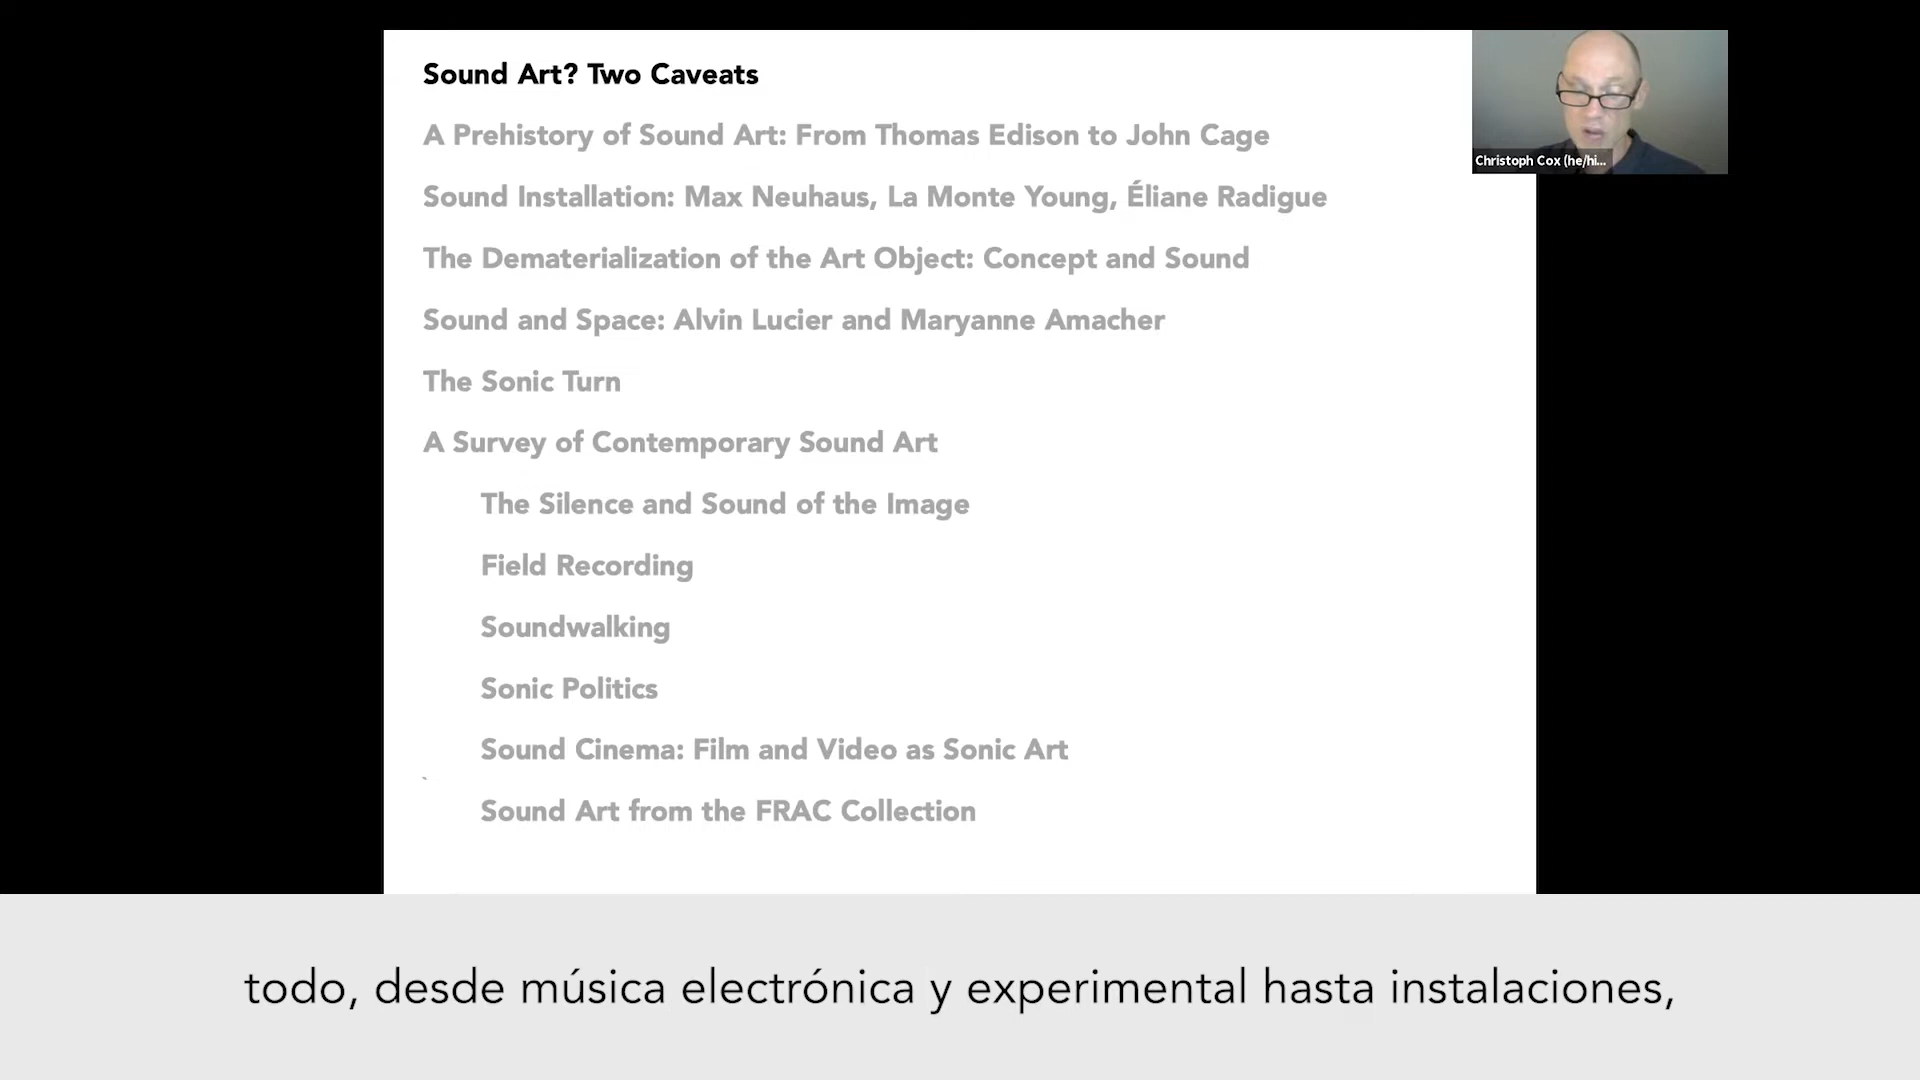 Sound Art? Two Caveats
A Prehistory of Sound Art: From Thomas Edison to John Cage
Sound Installation: Max Neuhaus, La Monte Young, Éliane Radigue
The Dematerialization of the Art Object: Concept and Sound
Sound and Space: Alvin Lucier and Maryanne Amacher
The Sonic Turn
A Survey of Contemporary Sound Art
The Silence and Sound of the Image
Field Recording
Soundwalking
Sonic Politics
Sound Cinema: Film and Video as Sonic Art
Sound Art from the FRAC Collection
Christoph Cox (he/hi...
todo, desde música electrónica y experimental hasta instalaciones,